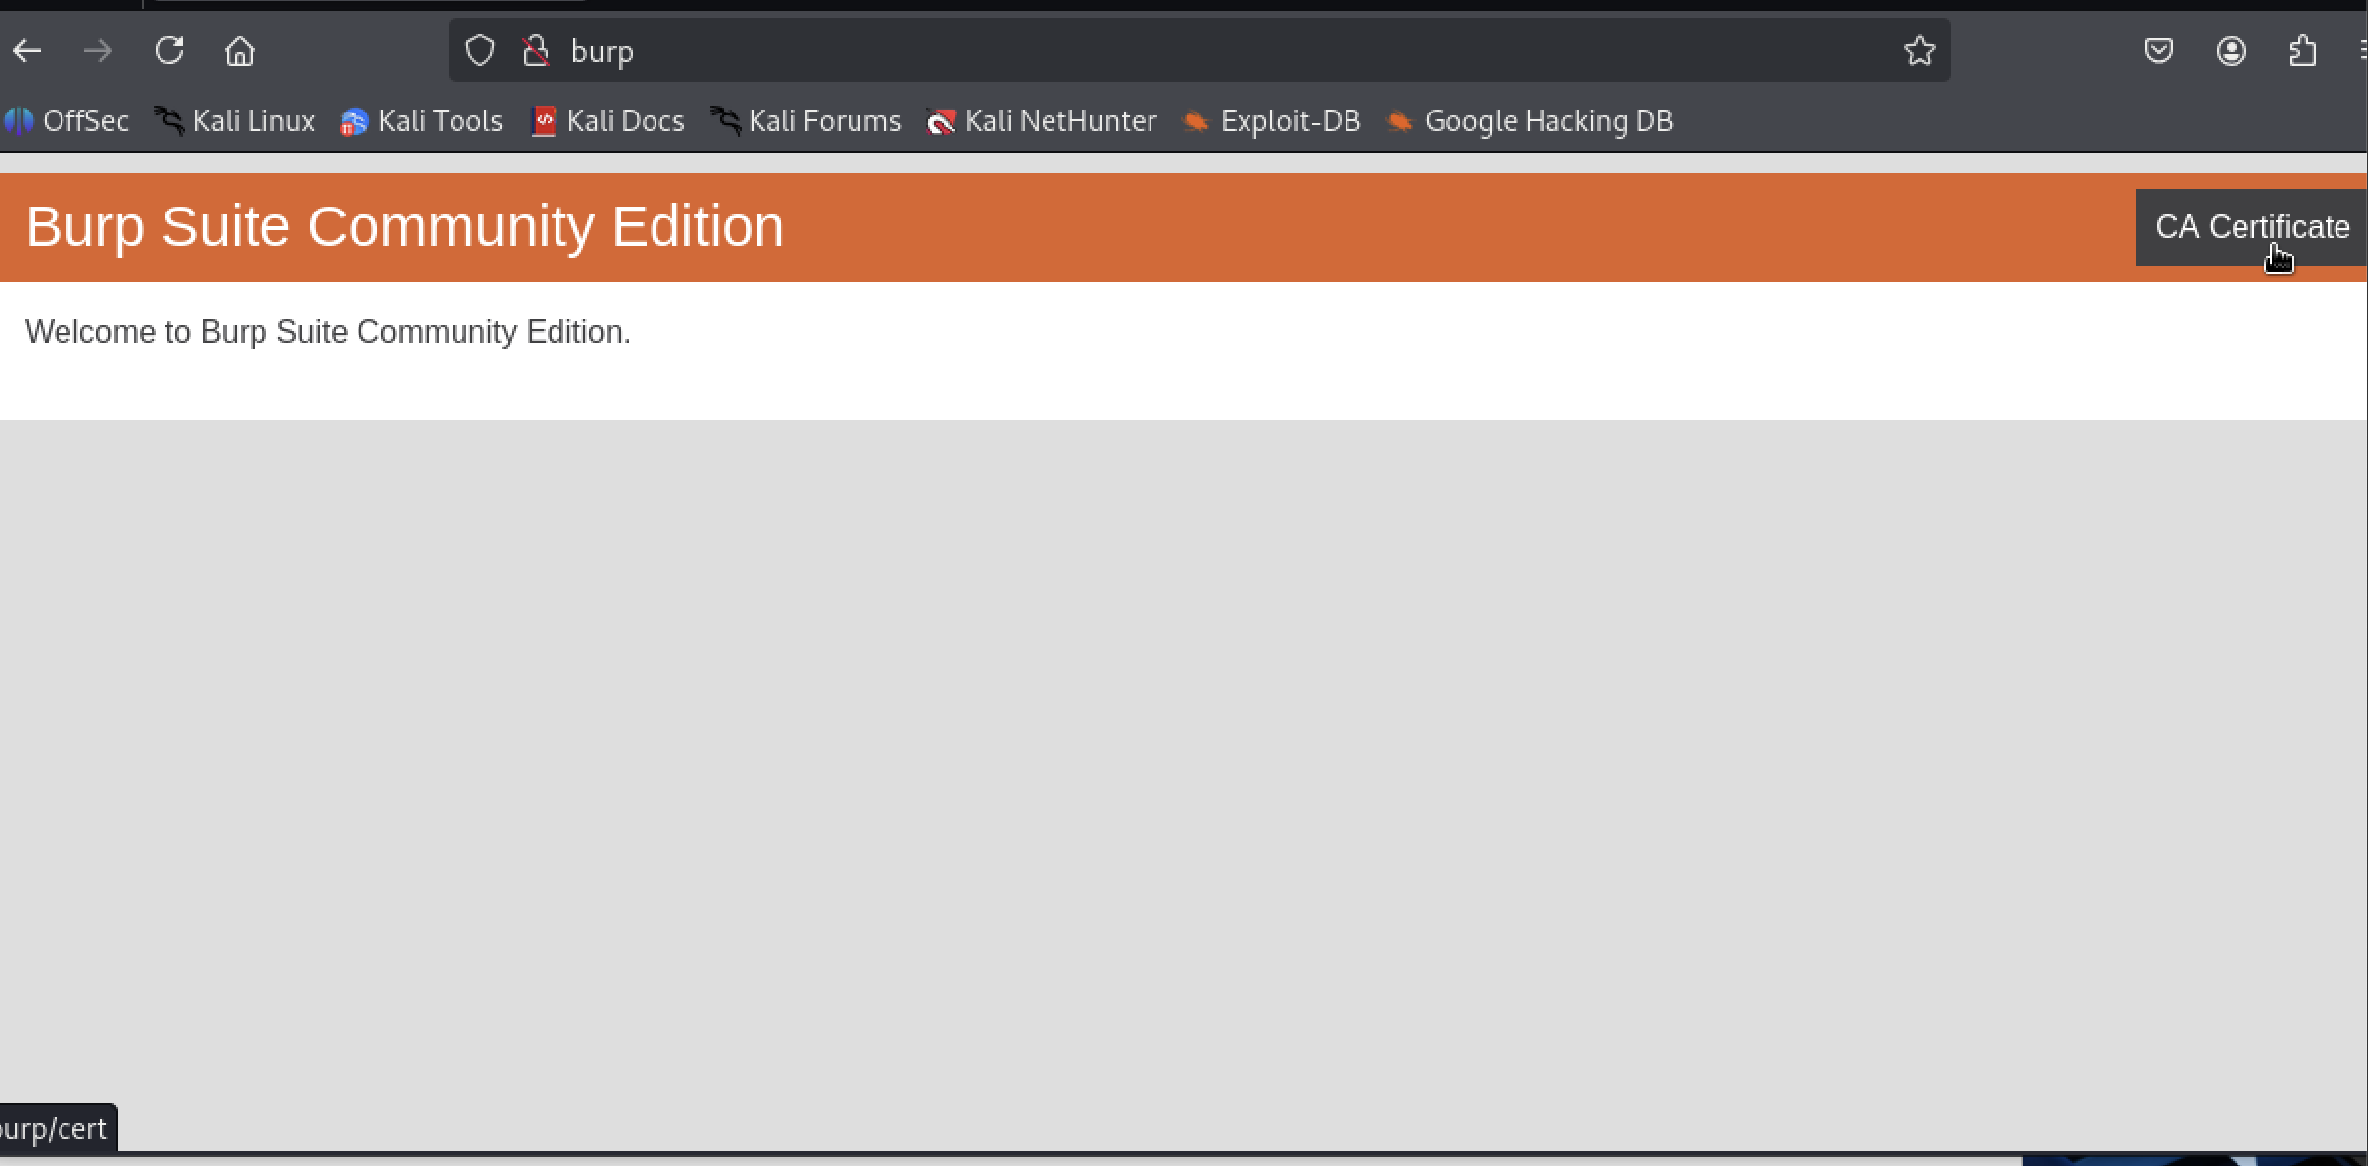 burp
OffSec Kali Linux Kali Tools Kali Docs Kali Forums Kali NetHunter Exploit-DB Google Hacking DB
Burp Suite Community Edition
CA Certificate
Welcome to Burp Suite Community Edition.
urp/cert